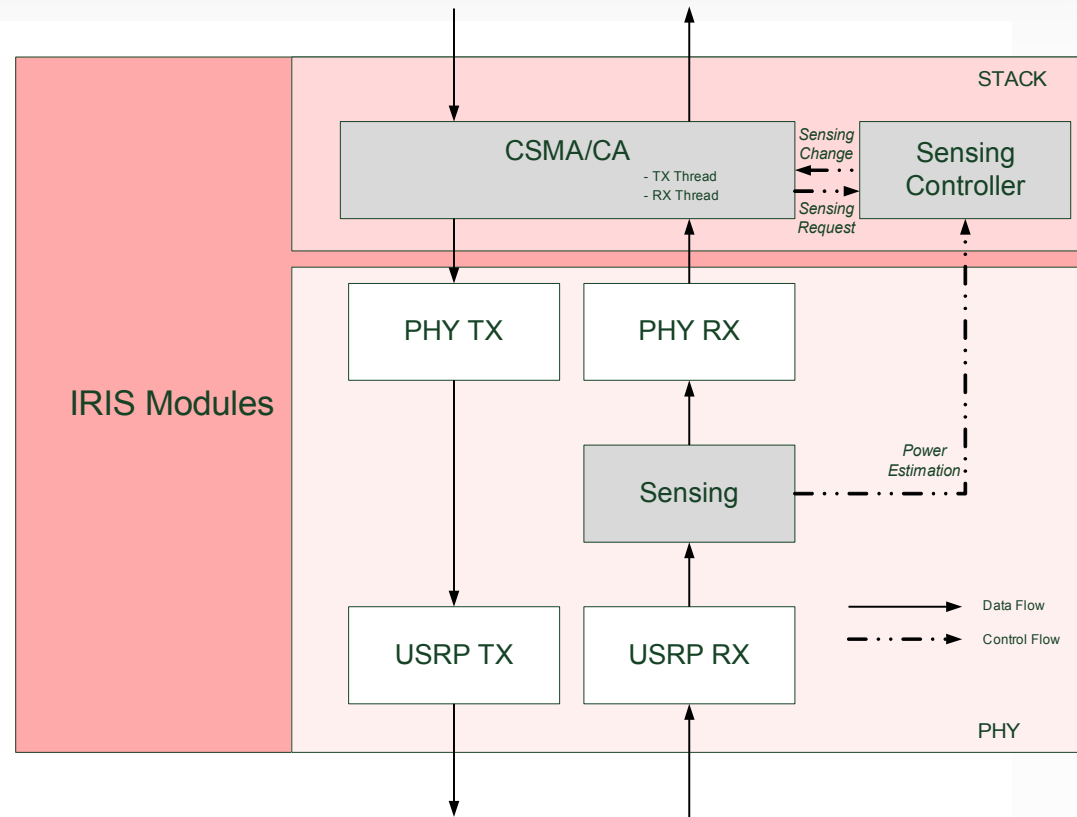 STACK
CSMA/CA
- TX Thread
- RX Thread
Sensing
Change
Sensing
Request
Sensing
Controller
PHY TX
PHY RX
IRIS Modules
Power
Estimation
Sensing
Data Flow
Control Flow
USRP TX
USRP RX
PHY